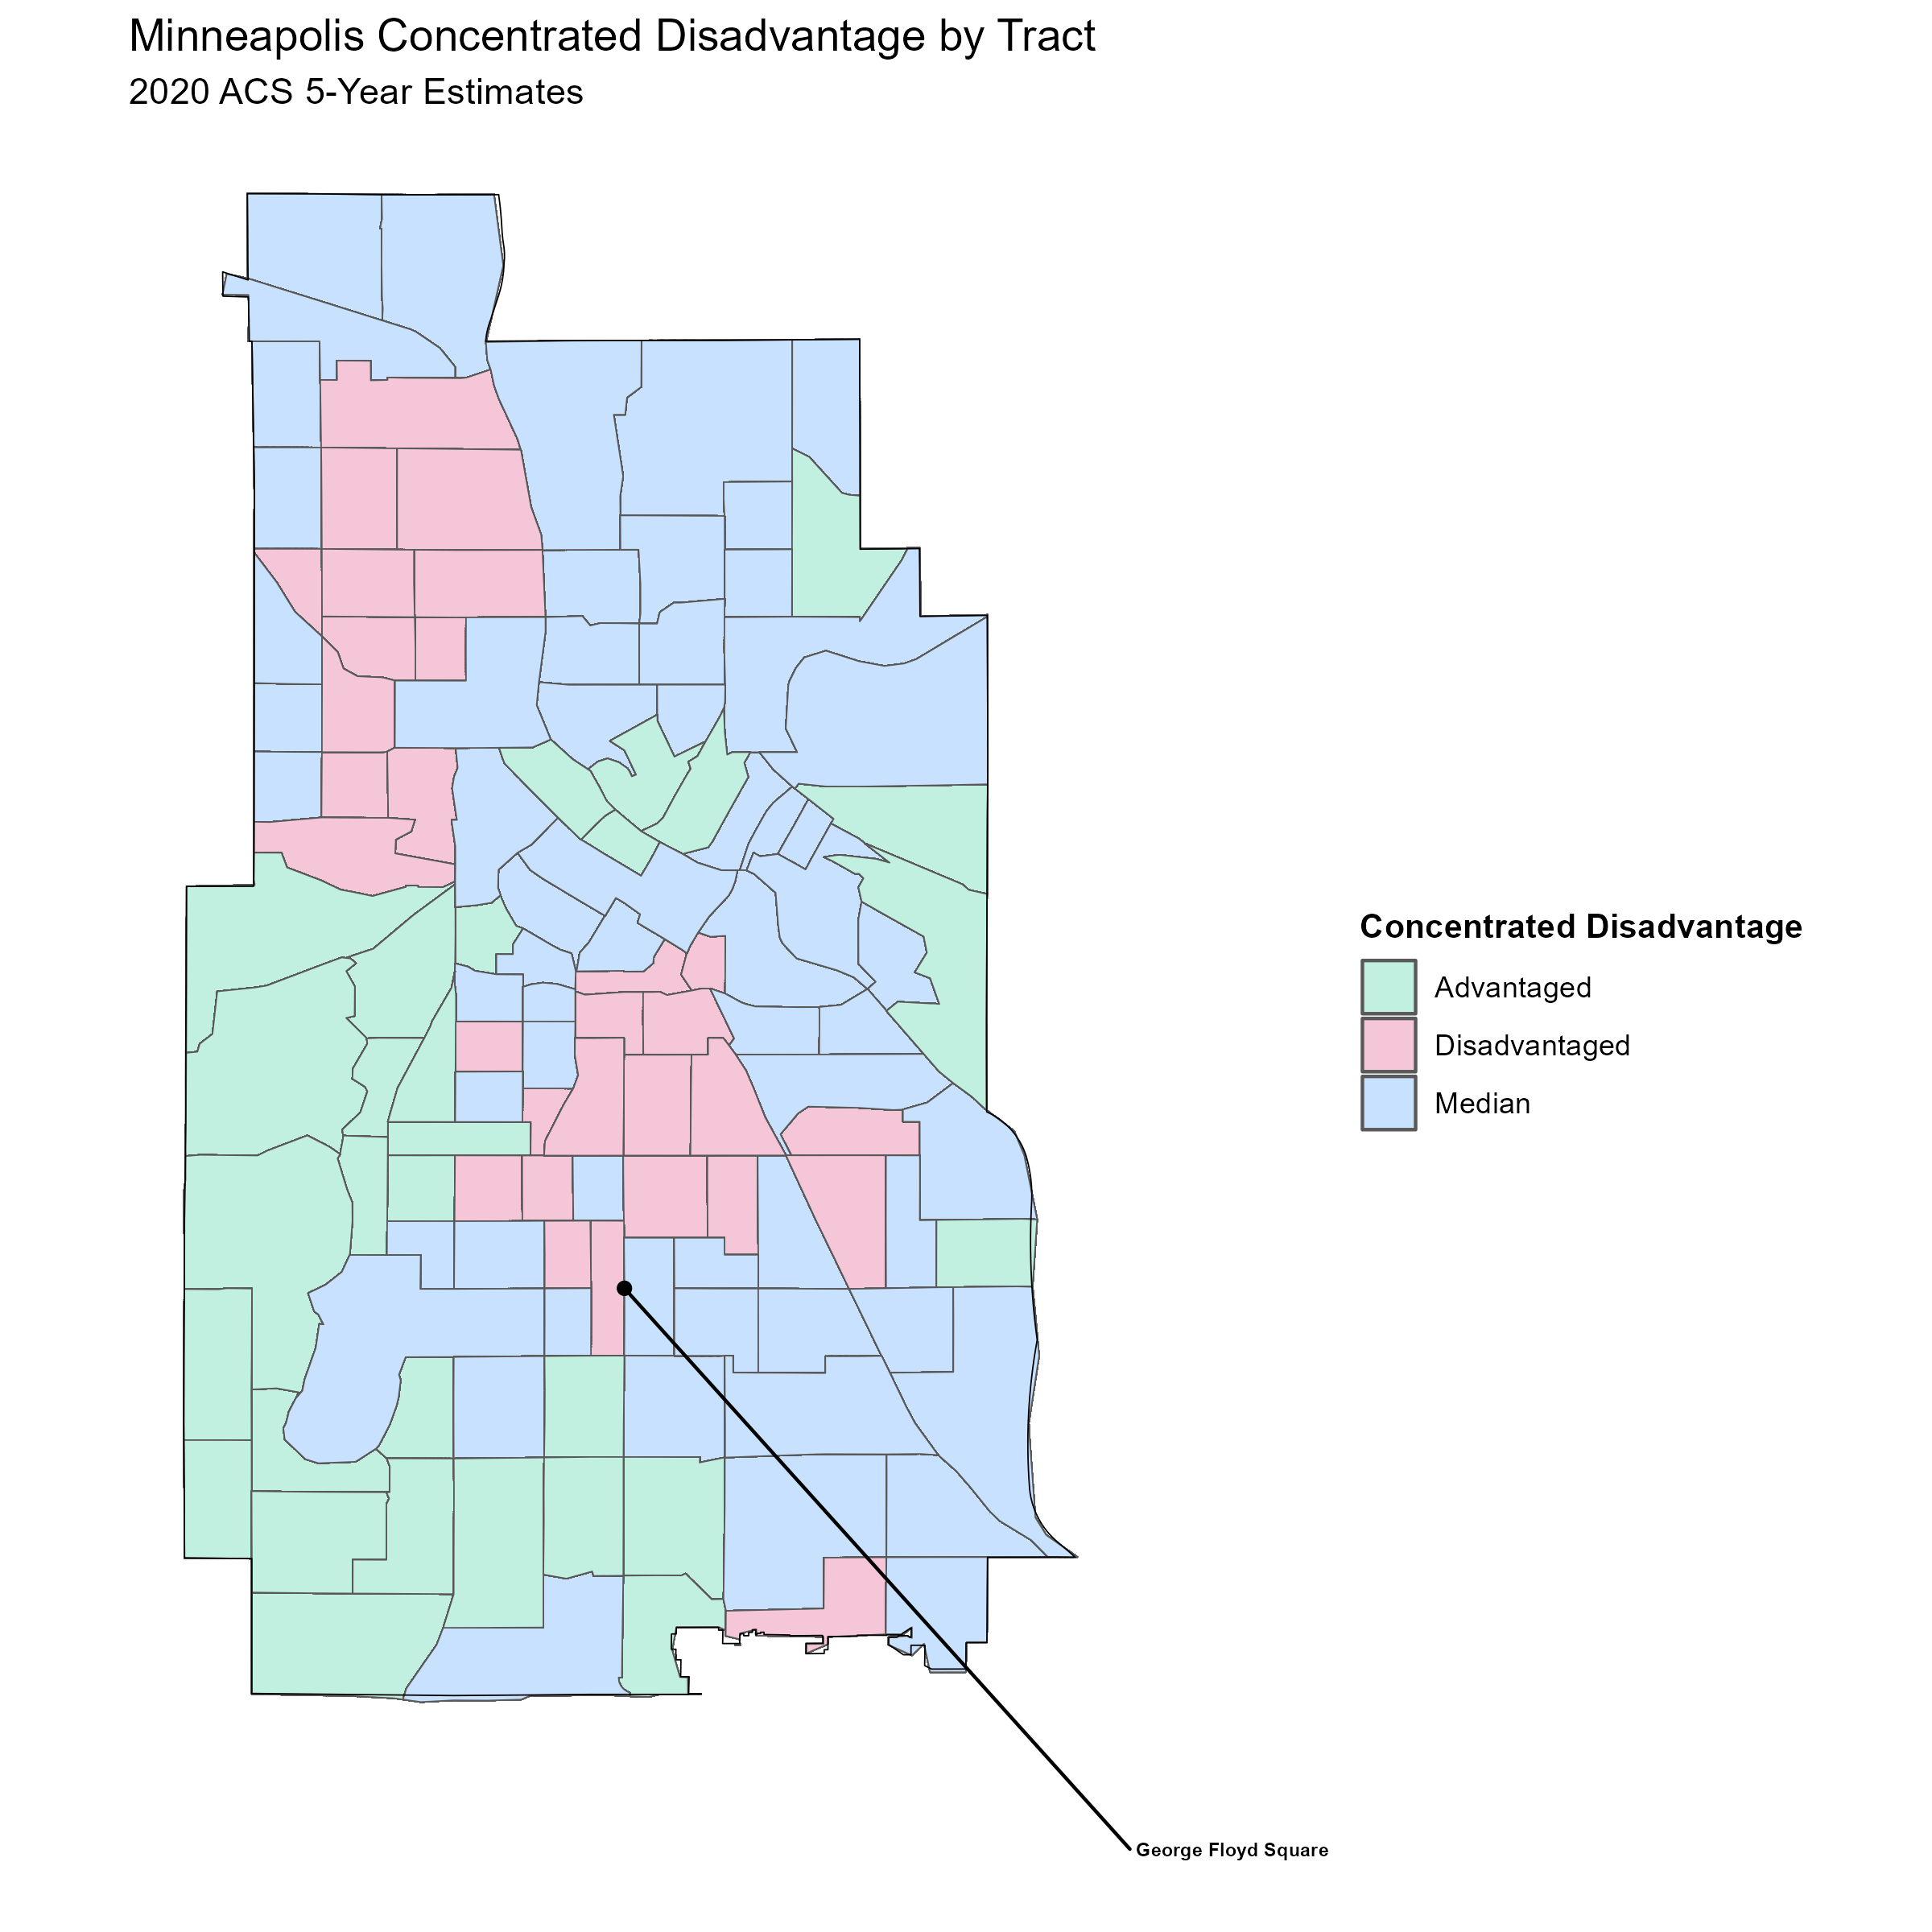 Minneapolis Concentrated Disadvantage by Tract
2020 ACS 5-Year Estimates
Concentrated Disadvantage
Advantaged
Disadvantaged
Median
George Floyd Square